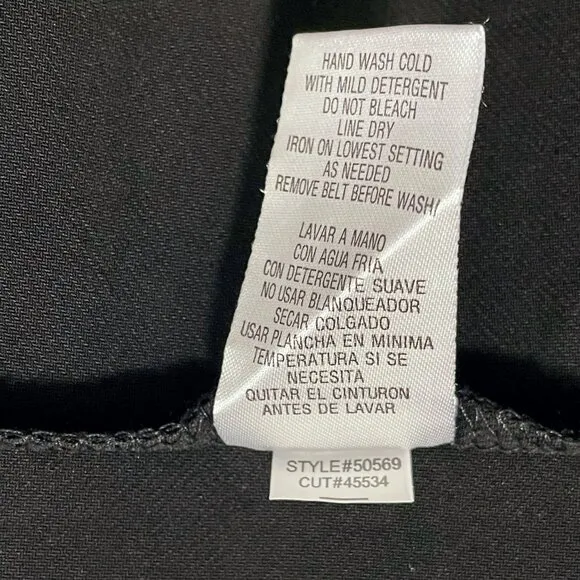 HAND WASH COLD
WITH MILD DETERGENT
DO NOT BLEACH
LINE DRY
IRON ON LOWEST SETTING
AS NEEDED
REMOVE BELT BEFORE WASH/
LAVAR A MANO
CON AGUA FRIA
CON DETERGENTE SUAVE
NO USAR BLANQUEADOR
SECAR COLGADO
USAR PLANCHA EN MINIMA
TEMPERATURA SI SE
NECESITA
QUITAR EL CINTURON
ANTES DE LAVAR
STYLE#50569
CUT#45534